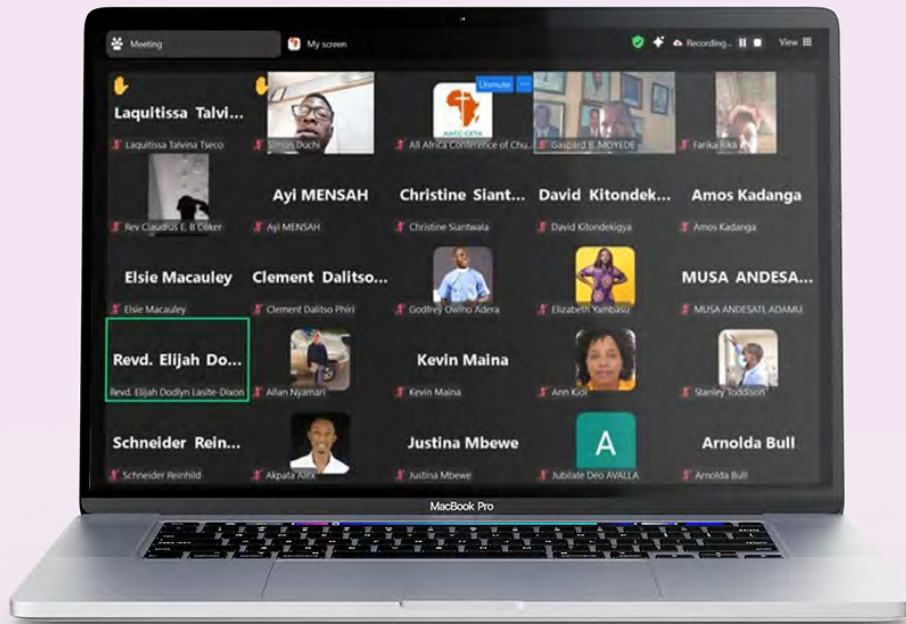 Meeting
My screen
Recording...
View
Laquitissa Talvi...
Laquitissa Talvina Tseco
Simon Duchi
Unmute
AACC-CETA
All Africa Conference of Chu...
Gaspard B. MOYEDE
Farika Rika
Rev Claudius E. B Coker
Ayi MENSAH
Ayi MENSAH
Christine Siant...
Christine Siantwala
David Kitondek...
David Kitondekigya
Amos Kadanga
Amos Kadanga
Elsie Macauley
Elsie Macauley
Clement Dalitso...
Clement Dalitso Phiri
Godfrey Owino Adera
Elizabeth Yambasu
MUSA ANDESA...
MUSA ANDESATI, ADAMU
Revd. Elijah Do...
Revd. Elijah Dodlyn Lasite-Dixon
Allan Nyamari
Kevin Maina
Kevin Maina
Ann Kioi
Stanley Toddison
Schneider Rein...
Schneider Reinhild
Akpata Alex
Justina Mbewe
Justina Mbewe
A
Jubilate Deo AVALLA
Arnolda Bull
Arnolda Bull
MacBook Pro